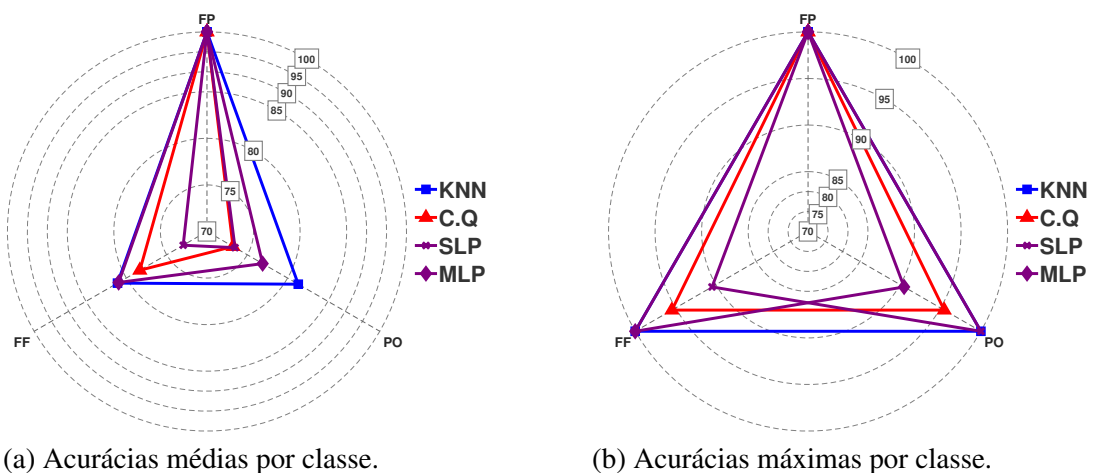 FP
100
95
90
85
80
75
70
FF
PO
KNN
C.Q
SLP
MLP
(a) Acurácias médias por classe.
FP
100
95
90
85
80
75
70
FF
PO
KNN
C.Q
SLP
MLP
(b) Acurácias máximas por classe.